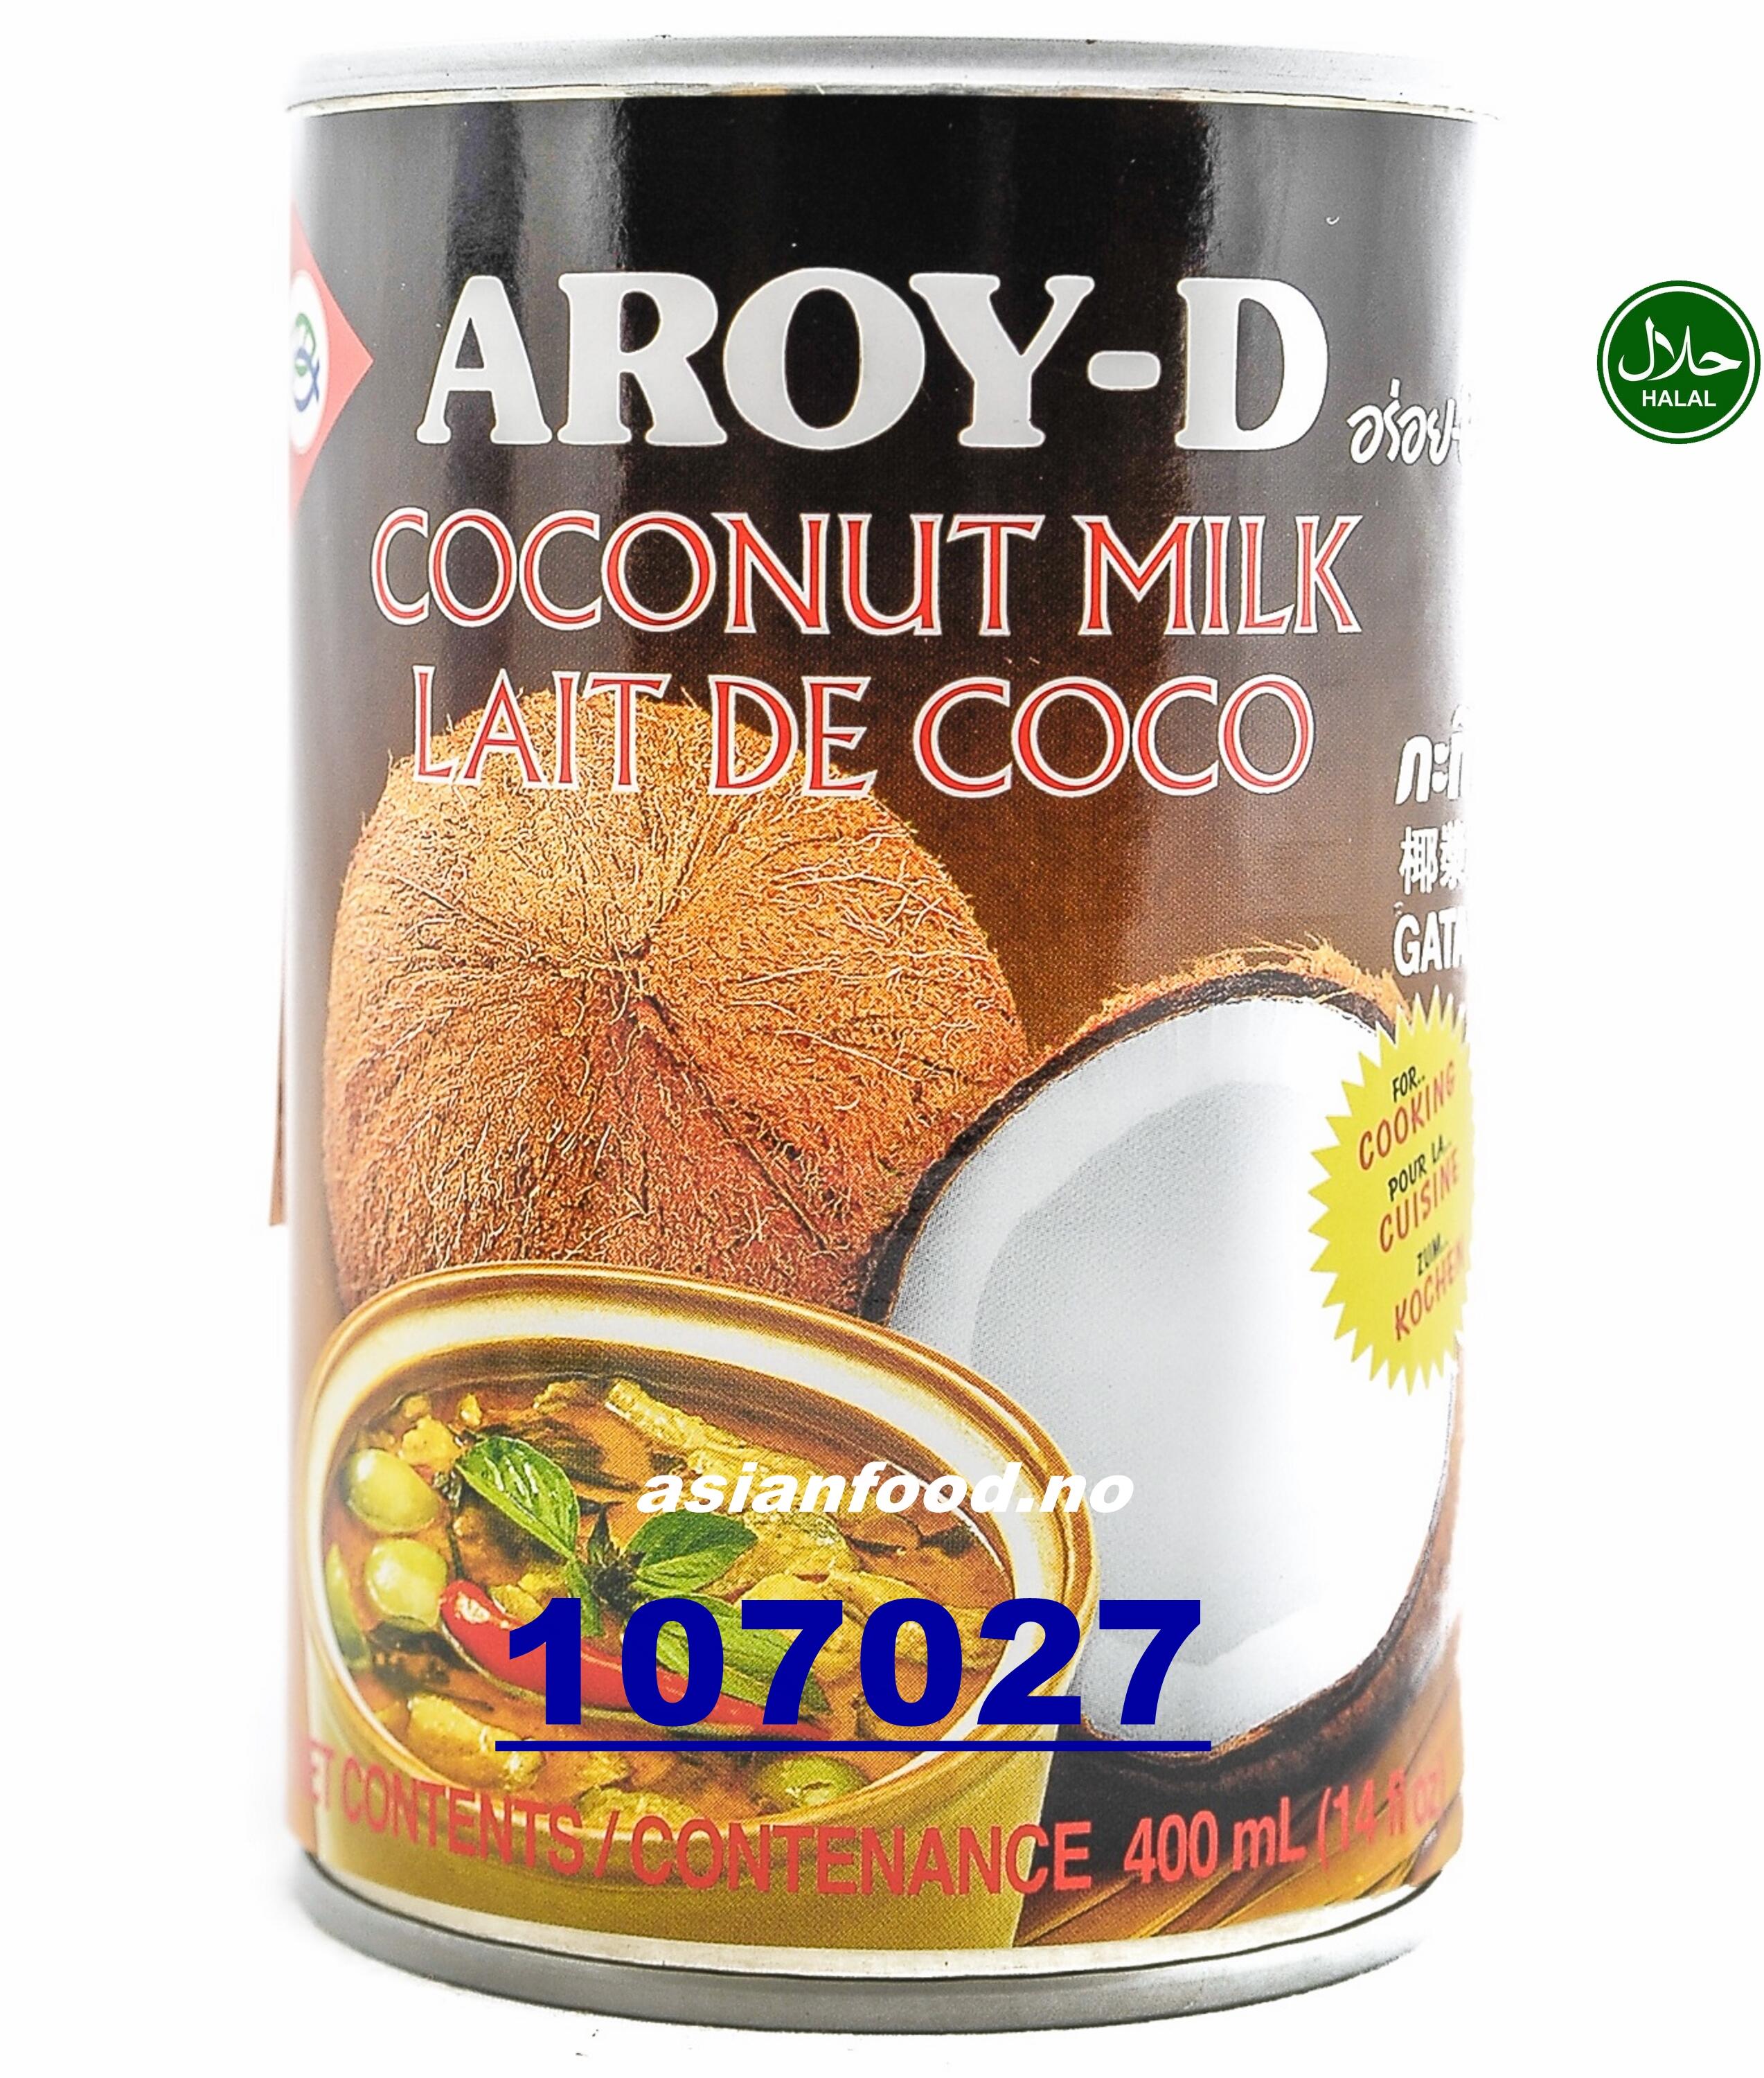 AROY-D
حلال
HALAL
COCONUT MILK
LAIT DE COCO
FOR..
COOKING
POUR LA..
CUISINE
ZUM...
KOCHEN
asianfood.no
107027
CONTENTS / CONTENANCE 400 mL (14 fl oz)